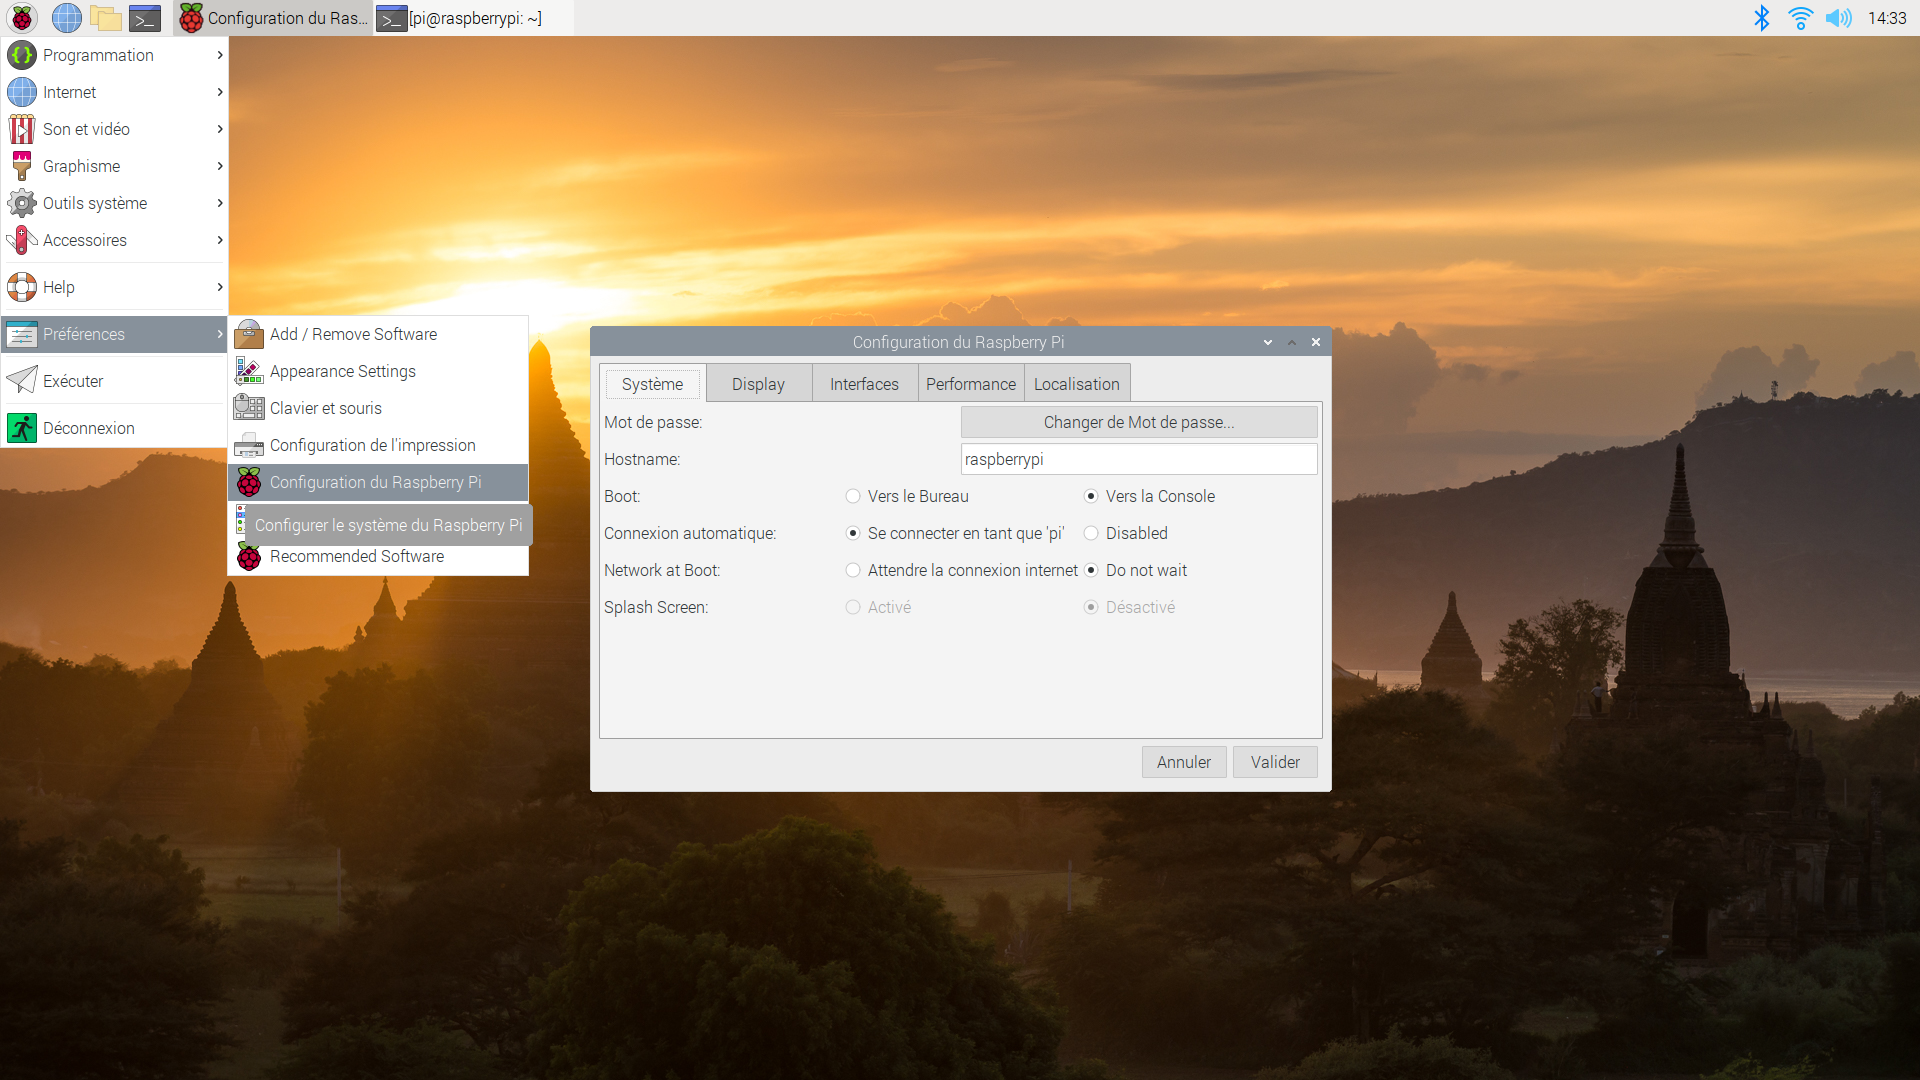 Configuration du Ras...
[pi@raspberrypi: ~]
14:33
Programmation
Internet
Son et vidéo
Graphisme
Outils système
Accessoires
Help
Préférences
Exécuter
Déconnexion
Add / Remove Software
Appearance Settings
Clavier et souris
Configuration de l'impression
Configuration du Raspberry Pi
Configurer le système du Raspberry Pi
Recommended Software
Configuration du Raspberry Pi
Système Display Interfaces Performance Localisation
Mot de passe: Changer de Mot de passe...
Hostname: raspberrypi
Boot: Vers le Bureau Vers la Console
Connexion automatique: Se connecter en tant que 'pi' Disabled
Network at Boot: Attendre la connexion internet Do not wait
Splash Screen: Activé Désactivé
Annuler Valider